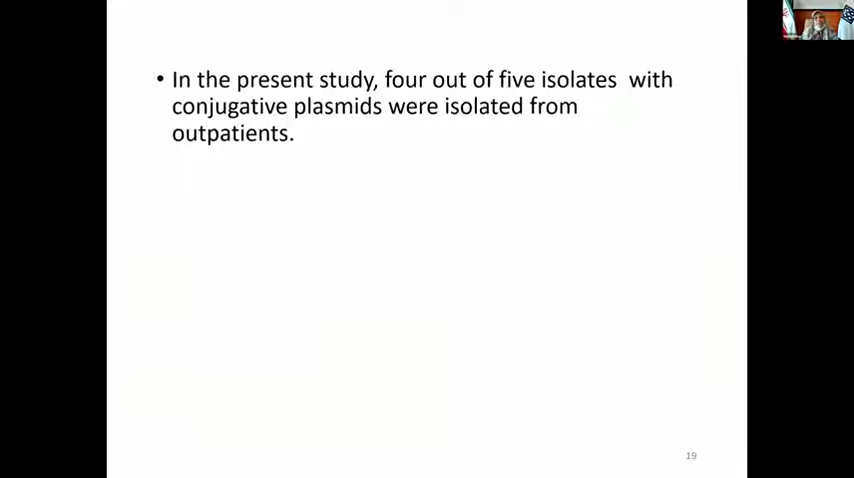 • In the present study, four out of five isolates  with
conjugative plasmids were isolated from
outpatients.
19